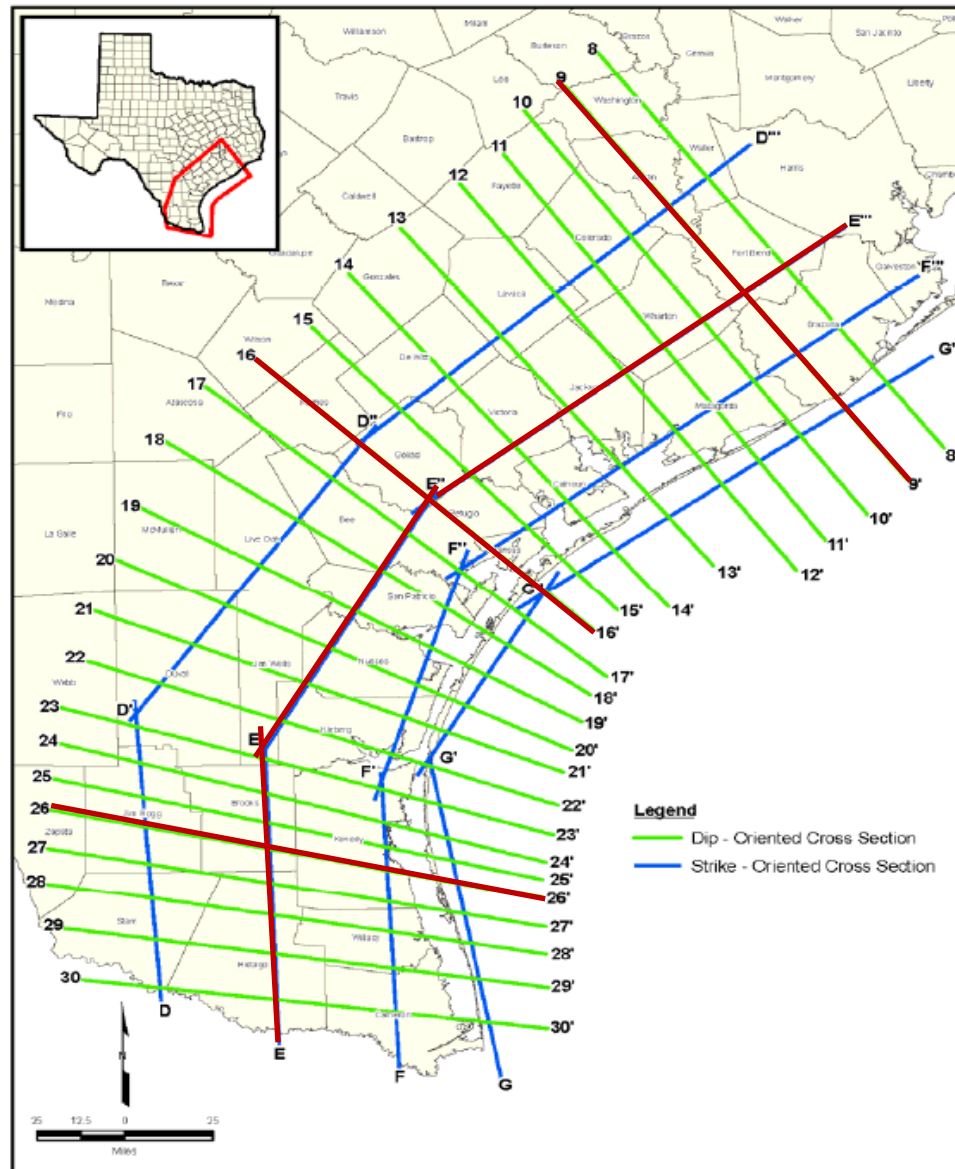 Williamson
Milam
Burleson
Grimes
Walker
San Jacinto
8
Travis
Lee
9
Washington
Montgomery
Liberty
10
Bastrop
Waller
D'''
11
Harris
12
Fayette
Austin
Caldwell
13
E'''
Colorado
Fort Bend
Guadalupe
14
Gonzales
Galveston
F'''
Medina
Bexar
Lavaca
15
Wharton
Brazoria
Wilson
16
De Witt
G''
17
Jackson
Frio
Atascosa
Karnes
Matagorda
D''
Victoria
18
Goliad
8
E''
Calhoun
9'
19
Bee
Refugio
La Salle
McMullen
10'
Live Oak
F''
11'
20
13'
12'
San Patricio
15'
14'
21
16'
22
Jim Wells
Nueces
17'
Webb
Duval
18'
23
D'
19'
Kleberg
24
20'
G'
F'
21'
25
22'
Brooks
26
Jim Hogg
Legend
Zapata
Kenedy
23'
Dip - Oriented Cross Section
27
24'
25'
Strike - Oriented Cross Section
26'
28
27'
29
Starr
Willacy
28'
Hidalgo
30
29'
D
Cameron
30'
N
E
F
G
25
12.5
0
25
Miles